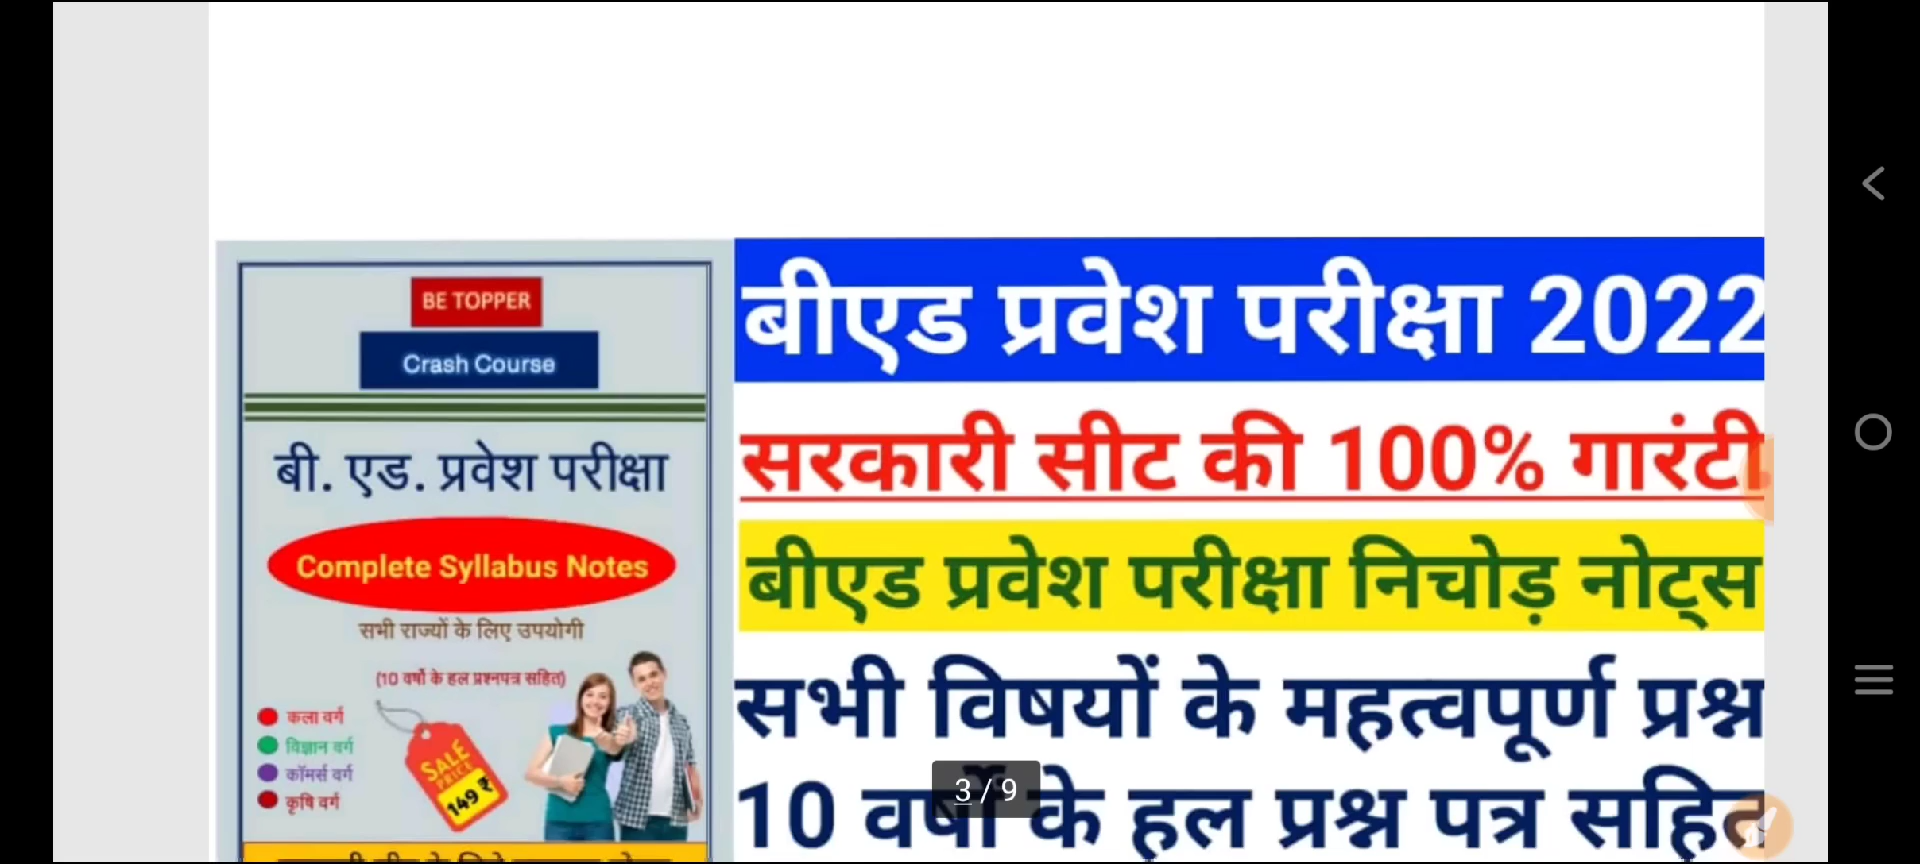 BE TOPPER
Crash Course
बी. एड. प्रवेश परीक्षा
Complete Syllabus Notes
सभी राज्यों के लिए उपयोगी
(10 वर्षो के हल प्रश्नपत्र सहित)
कला वर्ग
विज्ञान वर्ग
कॉमर्स वर्ग
कृषि वर्ग
SALE
PRICE
149 ₹
बीएड प्रवेश परीक्षा 2022
सरकारी सीट की 100% गारंटी
बीएड प्रवेश परीक्षा निचोड़ नोट्स
सभी विषयों के महत्वपूर्ण प्रश्न
10 वर्षो के हल प्रश्न पत्र सहित
3 / 9